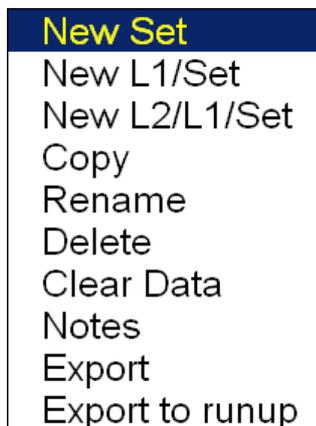 New Set
New L1/Set
New L2/L1/Set
Copy
Rename
Delete
Clear Data
Notes
Export
Export to runup